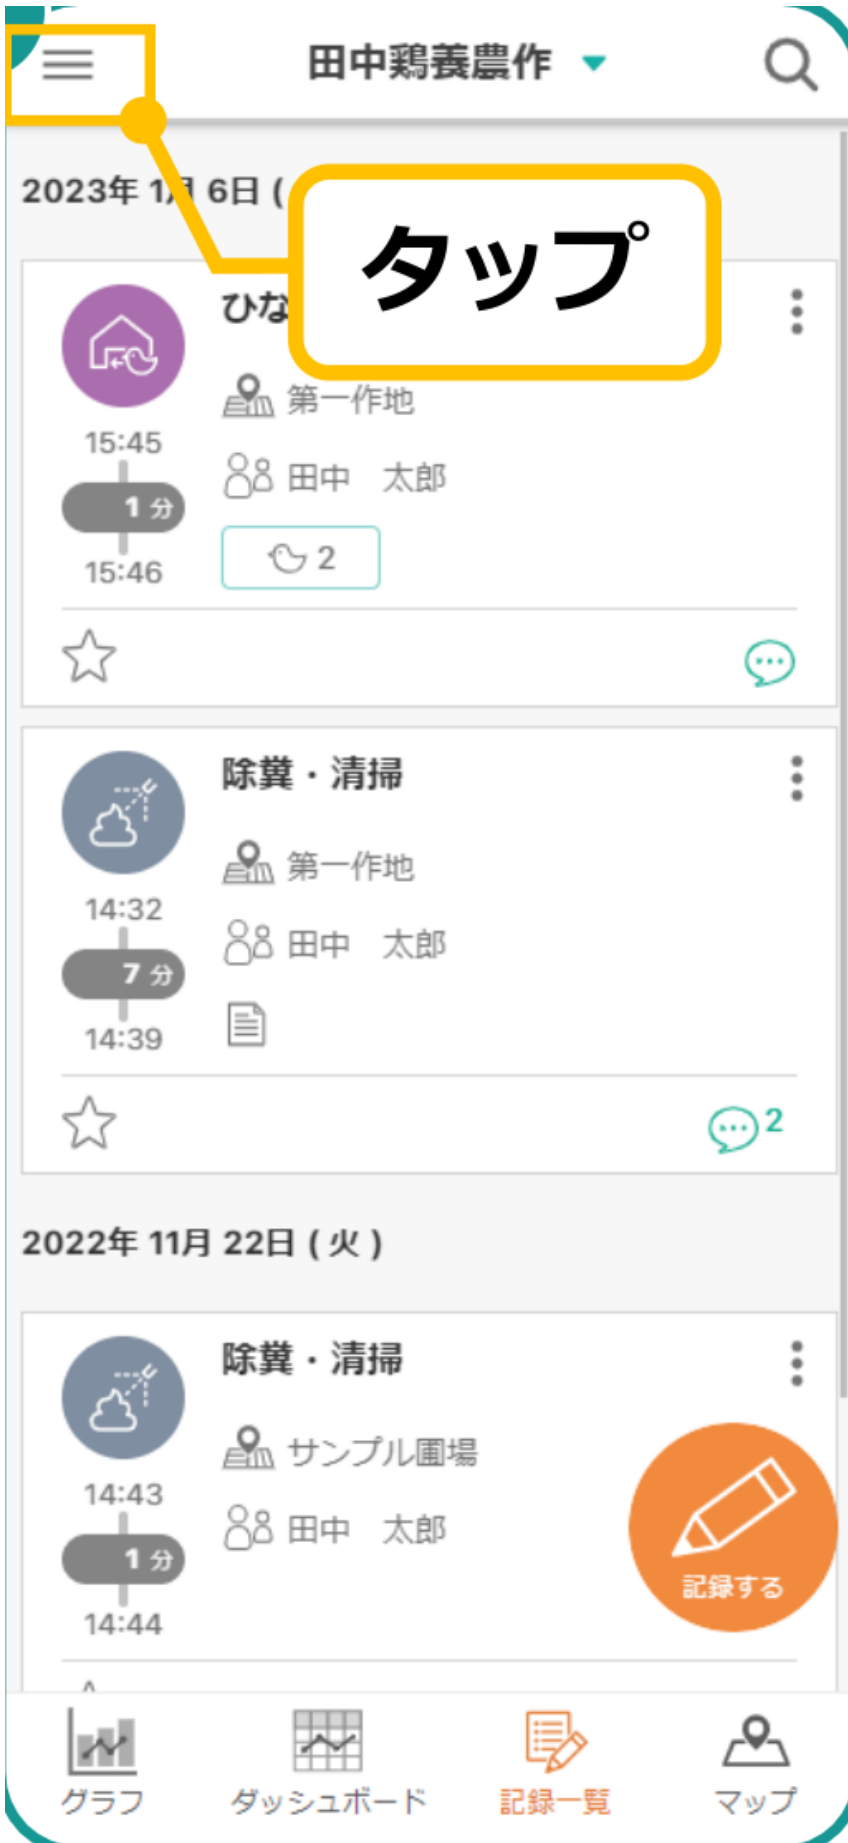 田中鶏養農作
2023年 1月 6日 (
タップ
ひな
第一作地
15:45
田中　太郎
1 分
2
15:46
除糞・清掃
第一作地
14:32
田中　太郎
7 分
14:39
2
2022年 11月 22日 ( 火 )
除糞・清掃
サンプル圃場
14:43
田中　太郎
1 分
記録する
14:44
グラフ ダッシュボード 記録一覧 マップ